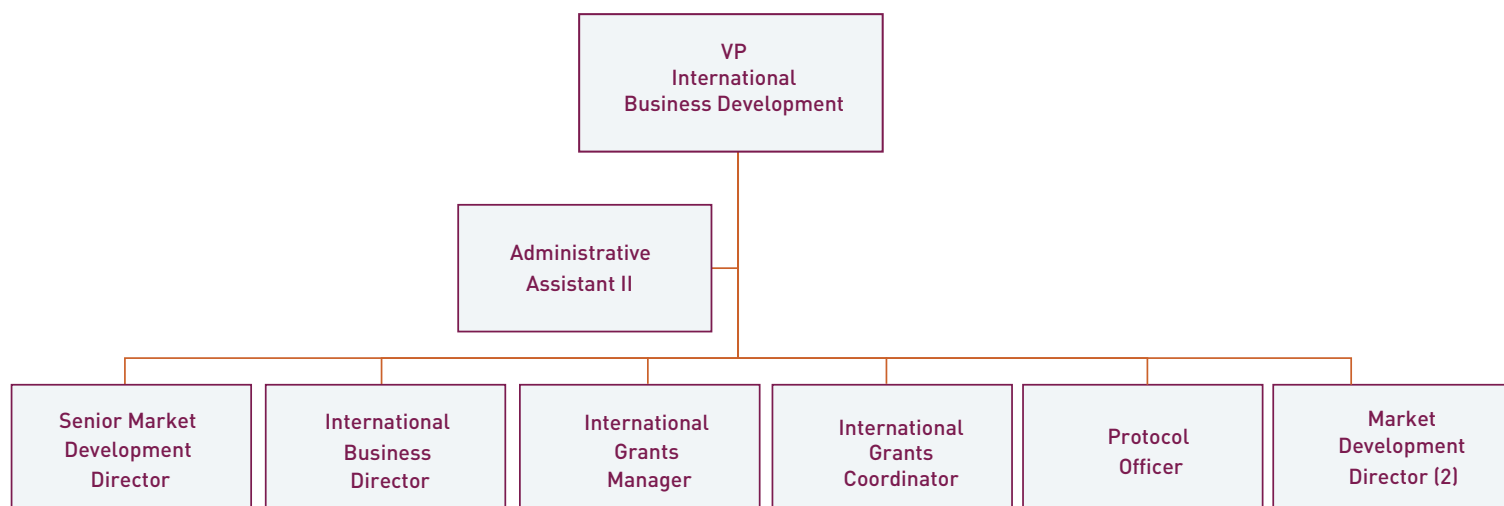 VP
International
Business Development
Administrative
Assistant II
Senior Market
Development
Director
International
Business
Director
International
Grants
Manager
International
Grants
Coordinator
Protocol
Officer
Market
Development
Director (2)